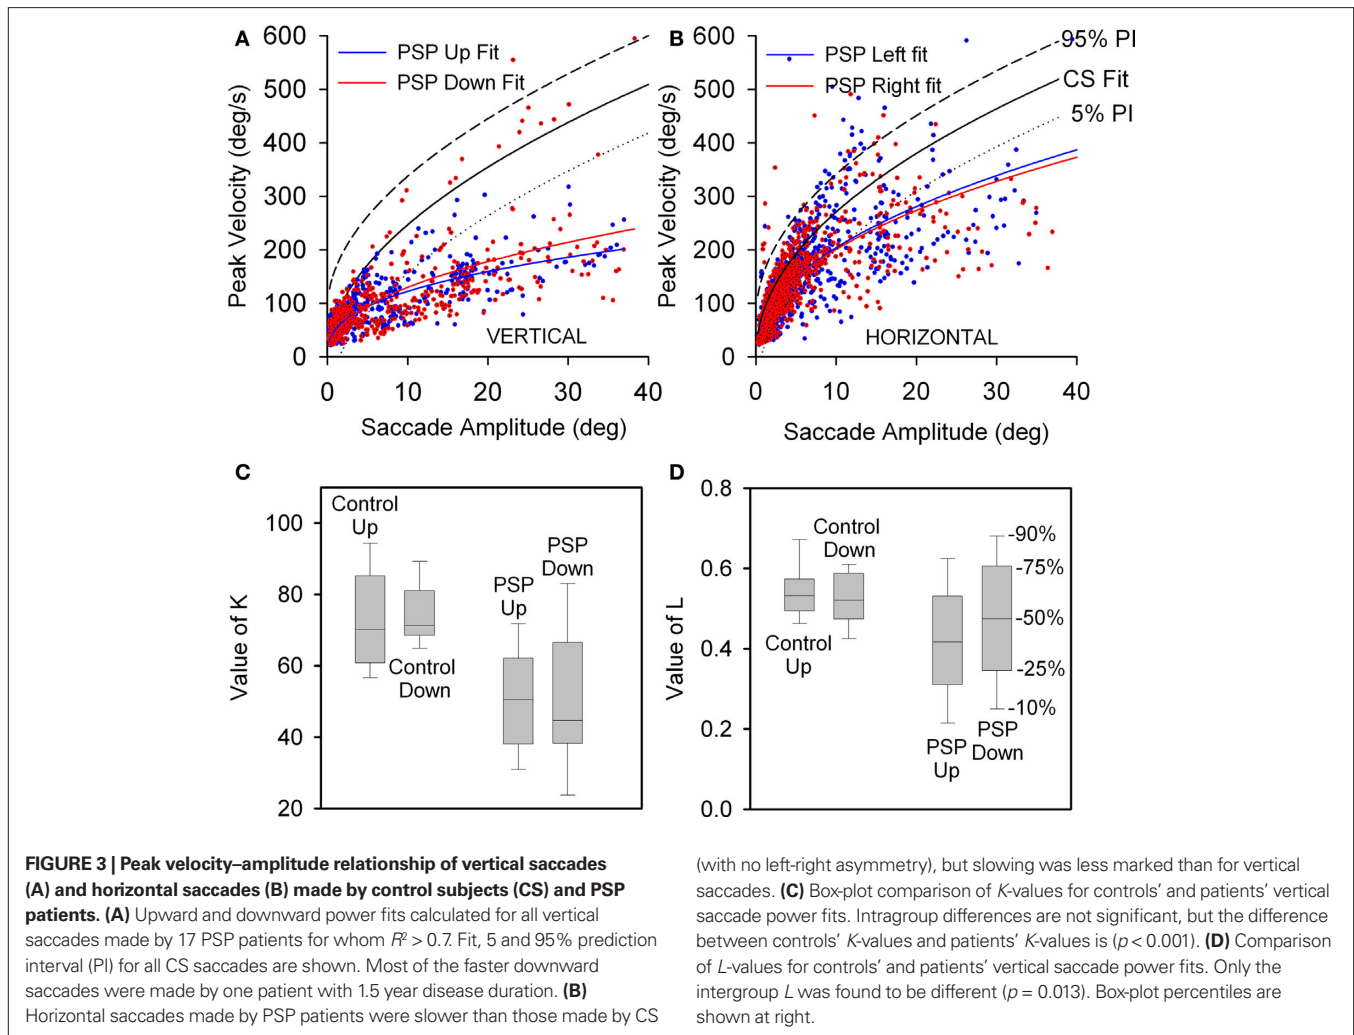 A
PSP Up Fit
PSP Down Fit
600
500
400
300
200
100
0
Peak Velocity (deg/s)
VERTICAL
0 10 20 30 40
Saccade Amplitude (deg)
B
PSP Left fit
PSP Right fit
95% PI
CS Fit
5% PI
600
500
400
300
200
100
0
Peak Velocity (deg/s)
HORIZONTAL
0 10 20 30 40
Saccade Amplitude (deg)
C
Control
Up
Control
Down
PSP
Up
PSP
Down
100
80
60
40
20
Value of K
D
Control
Down
Control
Up
PSP
Up
PSP
Down
-90%
-75%
-50%
-25%
-10%
0.8
0.6
0.4
0.2
0.0
Value of L
FIGURE 3 | Peak velocity–amplitude relationship of vertical saccades
(A) and horizontal saccades (B) made by control subjects (CS) and PSP
patients. (A) Upward and downward power fits calculated for all vertical
saccades made by 17 PSP patients for whom R² > 0.7. Fit, 5 and 95% prediction
interval (PI) for all CS saccades are shown. Most of the faster downward
saccades were made by one patient with 1.5 year disease duration. (B)
Horizontal saccades made by PSP patients were slower than those made by CS
(with no left-right asymmetry), but slowing was less marked than for vertical
saccades. (C) Box-plot comparison of K-values for controls' and patients' vertical
saccade power fits. Intragroup differences are not significant, but the difference
between controls' K-values and patients' K-values is (p < 0.001). (D) Comparison
of L-values for controls' and patients' vertical saccade power fits. Only the
intergroup L was found to be different (p = 0.013). Box-plot percentiles are
shown at right.